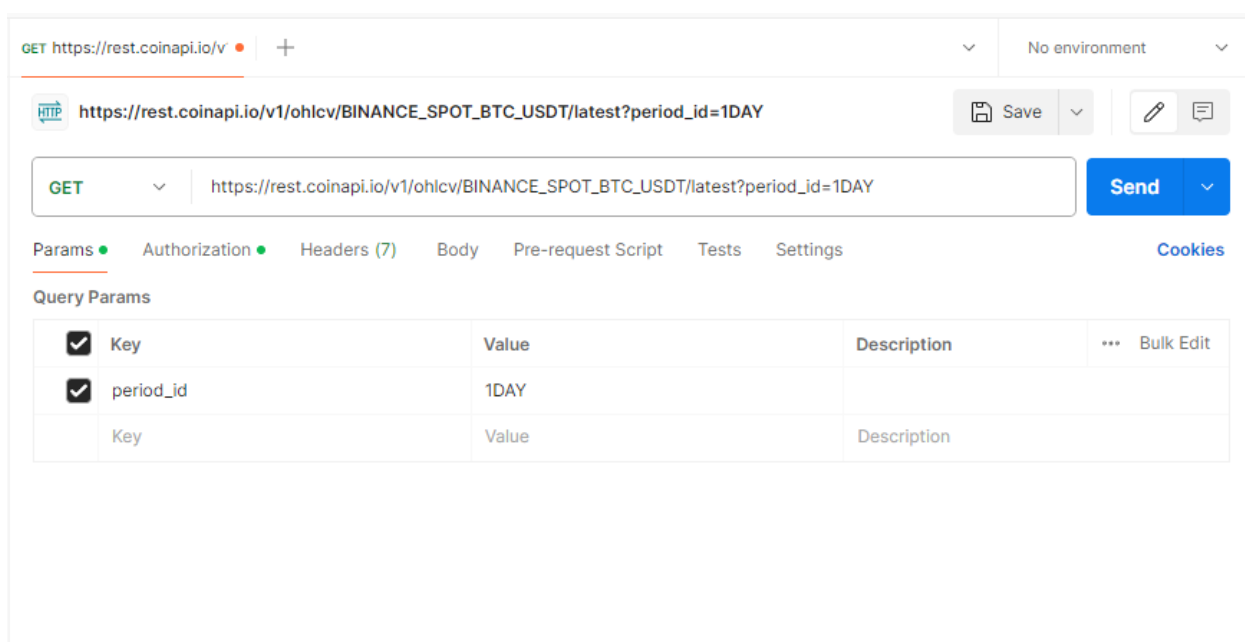 GET https://rest.coinapi.io/v No environment
HTTP https://rest.coinapi.io/v1/ohlcv/BINANCE_SPOT_BTC_USDT/latest?period_id=1DAY Save
GET https://rest.coinapi.io/v1/ohlcv/BINANCE_SPOT_BTC_USDT/latest?period_id=1DAY Send
Params Authorization Headers (7) Body Pre-request Script Tests Settings Cookies
Query Params
Key Value Description Bulk Edit
period_id 1DAY
Key Value Description